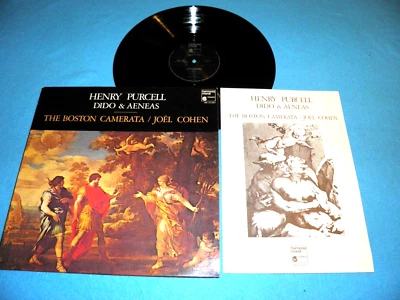 HENRY PURCELL
DIDO & AENEAS
THE BOSTON CAMERATA / JOËL COHEN
HENRY PURCELL
DIDO & AENEAS
THE BOSTON CAMERATA / JOËL COHEN